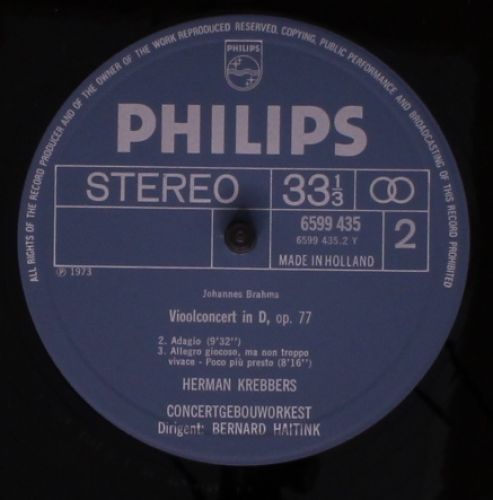 ALL RIGHTS OF THE RECORD PRODUCER AND OF THE OWNER OF THE WORK REPRODUCED RESERVED. COPYING, PUBLIC PERFORMANCE AND BROADCASTING OF THIS RECORD PROHIBITED
PHILIPS
PHILIPS
STEREO 33 1/3
6599 435
6599 435.2 Y
2
MADE IN HOLLAND
℗ 1973
Johannes Brahms
Vioolconcert in D, op. 77
2. Adagio (9'32'')
3. Allegro giocoso, ma non troppo
vivace - Poco più presto (8'16'')
HERMAN KREBBERS
CONCERTGEBOUWORKEST
Dirigent: BERNARD HAITINK